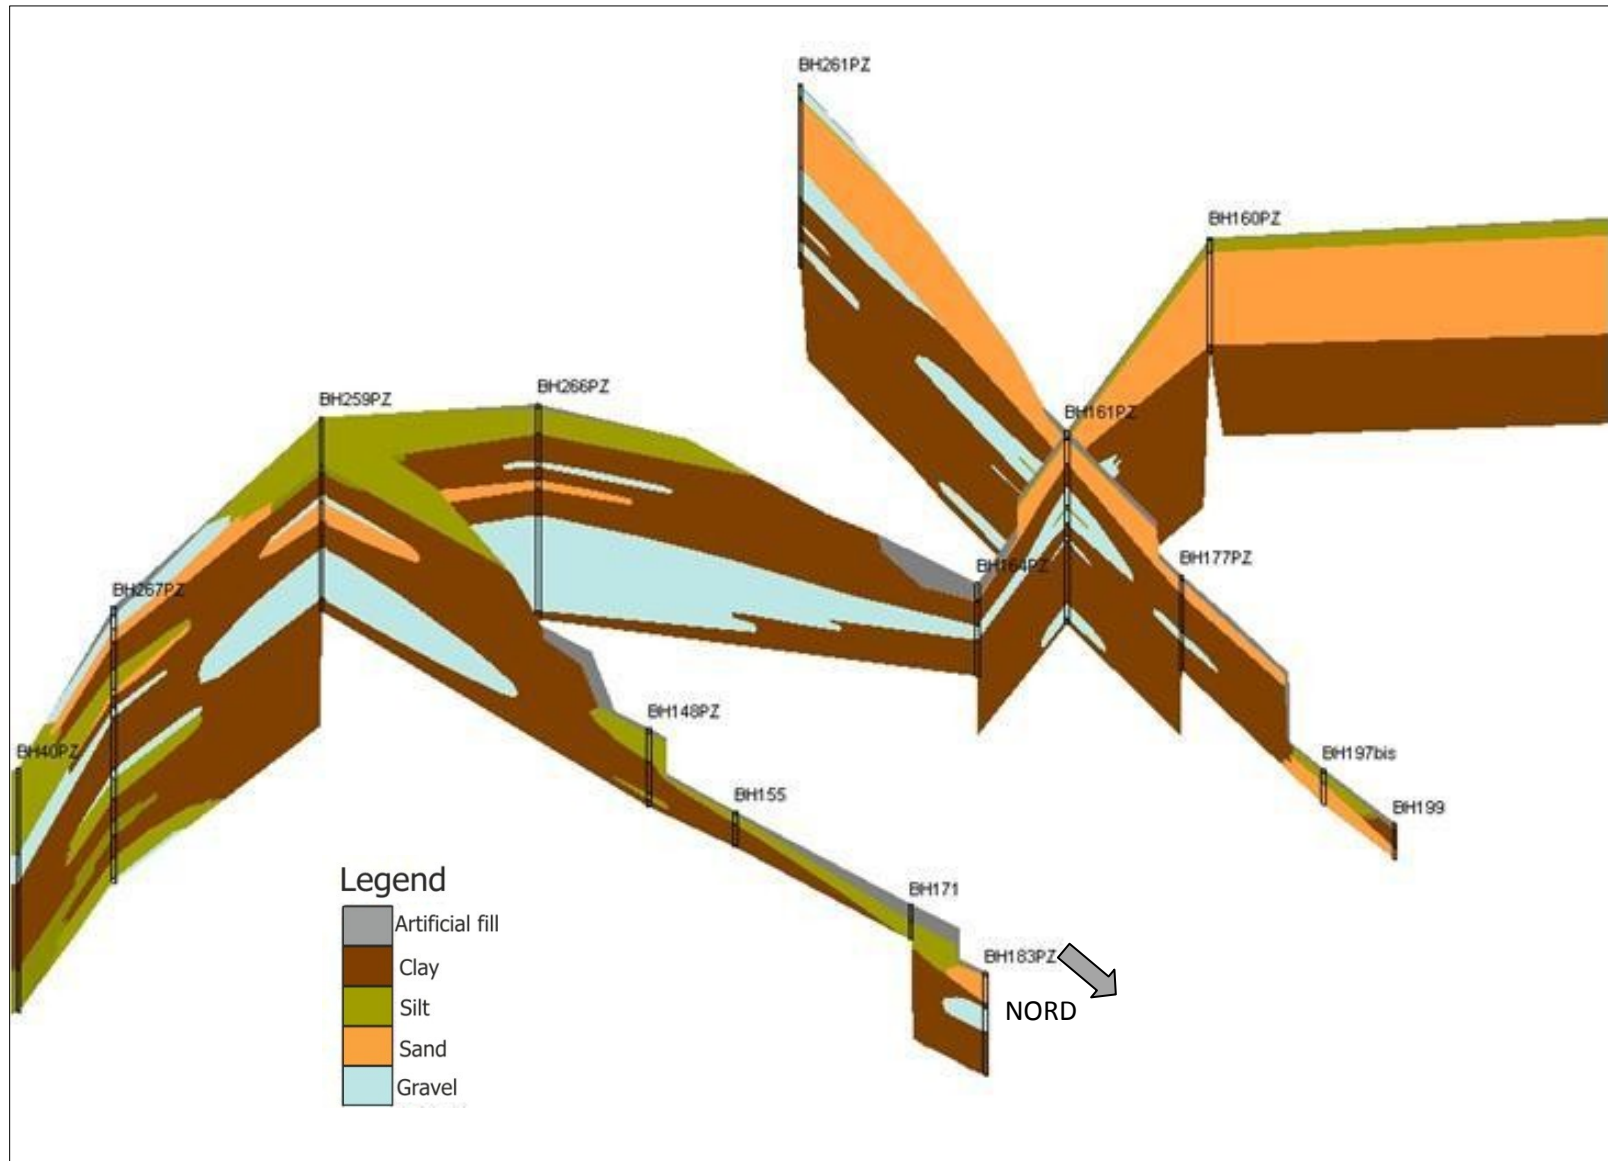 BH261PZ
BH160PZ
BH266PZ
BH259PZ
BH161PZ
BH177PZ
BH164PZ
BH267PZ
BH148PZ
BH40PZ
BH197bis
BH155
BH199
Legend
BH171
Artificial fill
BH183PZ
Clay
Silt
NORD
Sand
Gravel